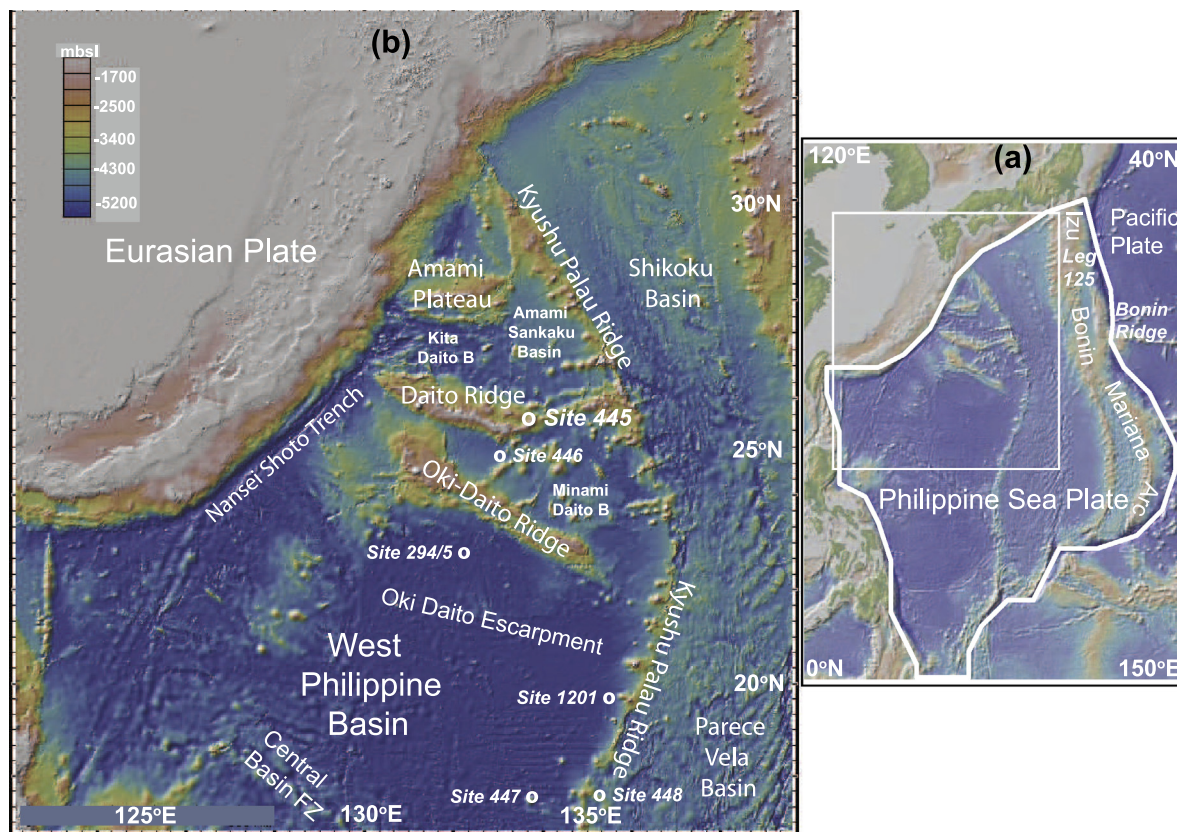 (b)
mbsl
-1700
-2500
-3400
-4300
-5200
Eurasian Plate
30°N
Kyushu Palau Ridge
Shikoku
Basin
Amami
Plateau
Amami
Sankaku
Basin
Kita
Daito B
Daito Ridge
Site 445
Nansei Shoto Trench
25°N
Site 446
Oki-Daito Ridge
Minami
Daito B
Site 294/5
Oki Daito Escarpment
Kyushu Palau Ridge
West
Philippine
Basin
20°N
Site 1201
Parece
Vela
Basin
Central
Basin FZ
Site 447
Site 448
125°E
130°E
135°E
120°E
(a)
40°N
Pacific
Plate
Izu
Leg
125
Bonin
Bonin
Ridge
Mariana
Arc
Philippine Sea Plate
0°N
150°E